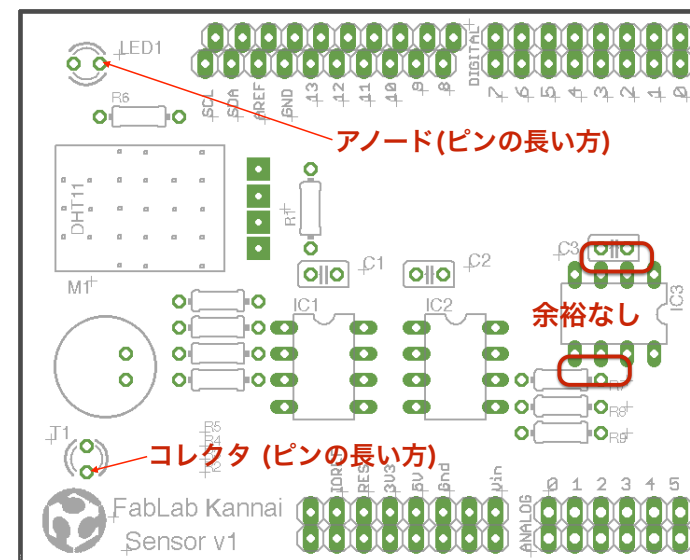 LED1
DIGITAL
R6
SCL
SDA
AREF
GND
13
12
11
10
9
8
7
6
5
4
3
2
1
0
アノード(ピンの長い方)
DHT11
R1
M1
C1
C2
C3
IC1
IC2
IC3
余裕なし
R7
R8
R9
T1
R5
R4
コレクタ (ピンの長い方)
IOREF
RES
3V3
5V
Gnd
Vin
ANALOG
0
1
2
3
4
5
FabLab Kannai
Sensor v1